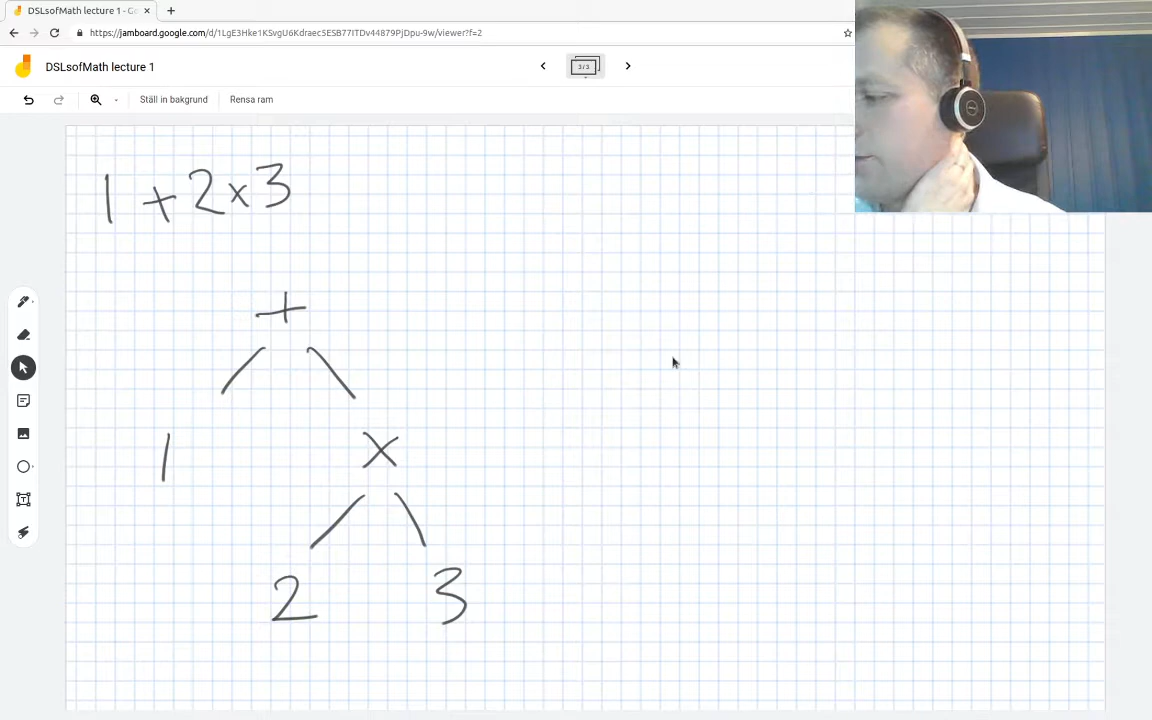 DSLsofMath lecture 1 - G
https://jamboard.google.com/d/1LgE3Hke1KSvgU6Kdraec5ESB77ITDv44879PjDpu-9w/viewer?f=2
DSLsofMath lecture 1
3/3
Ställ in bakgrund
Rensa ram
1 + 2 x 3
+
1 x
2 3